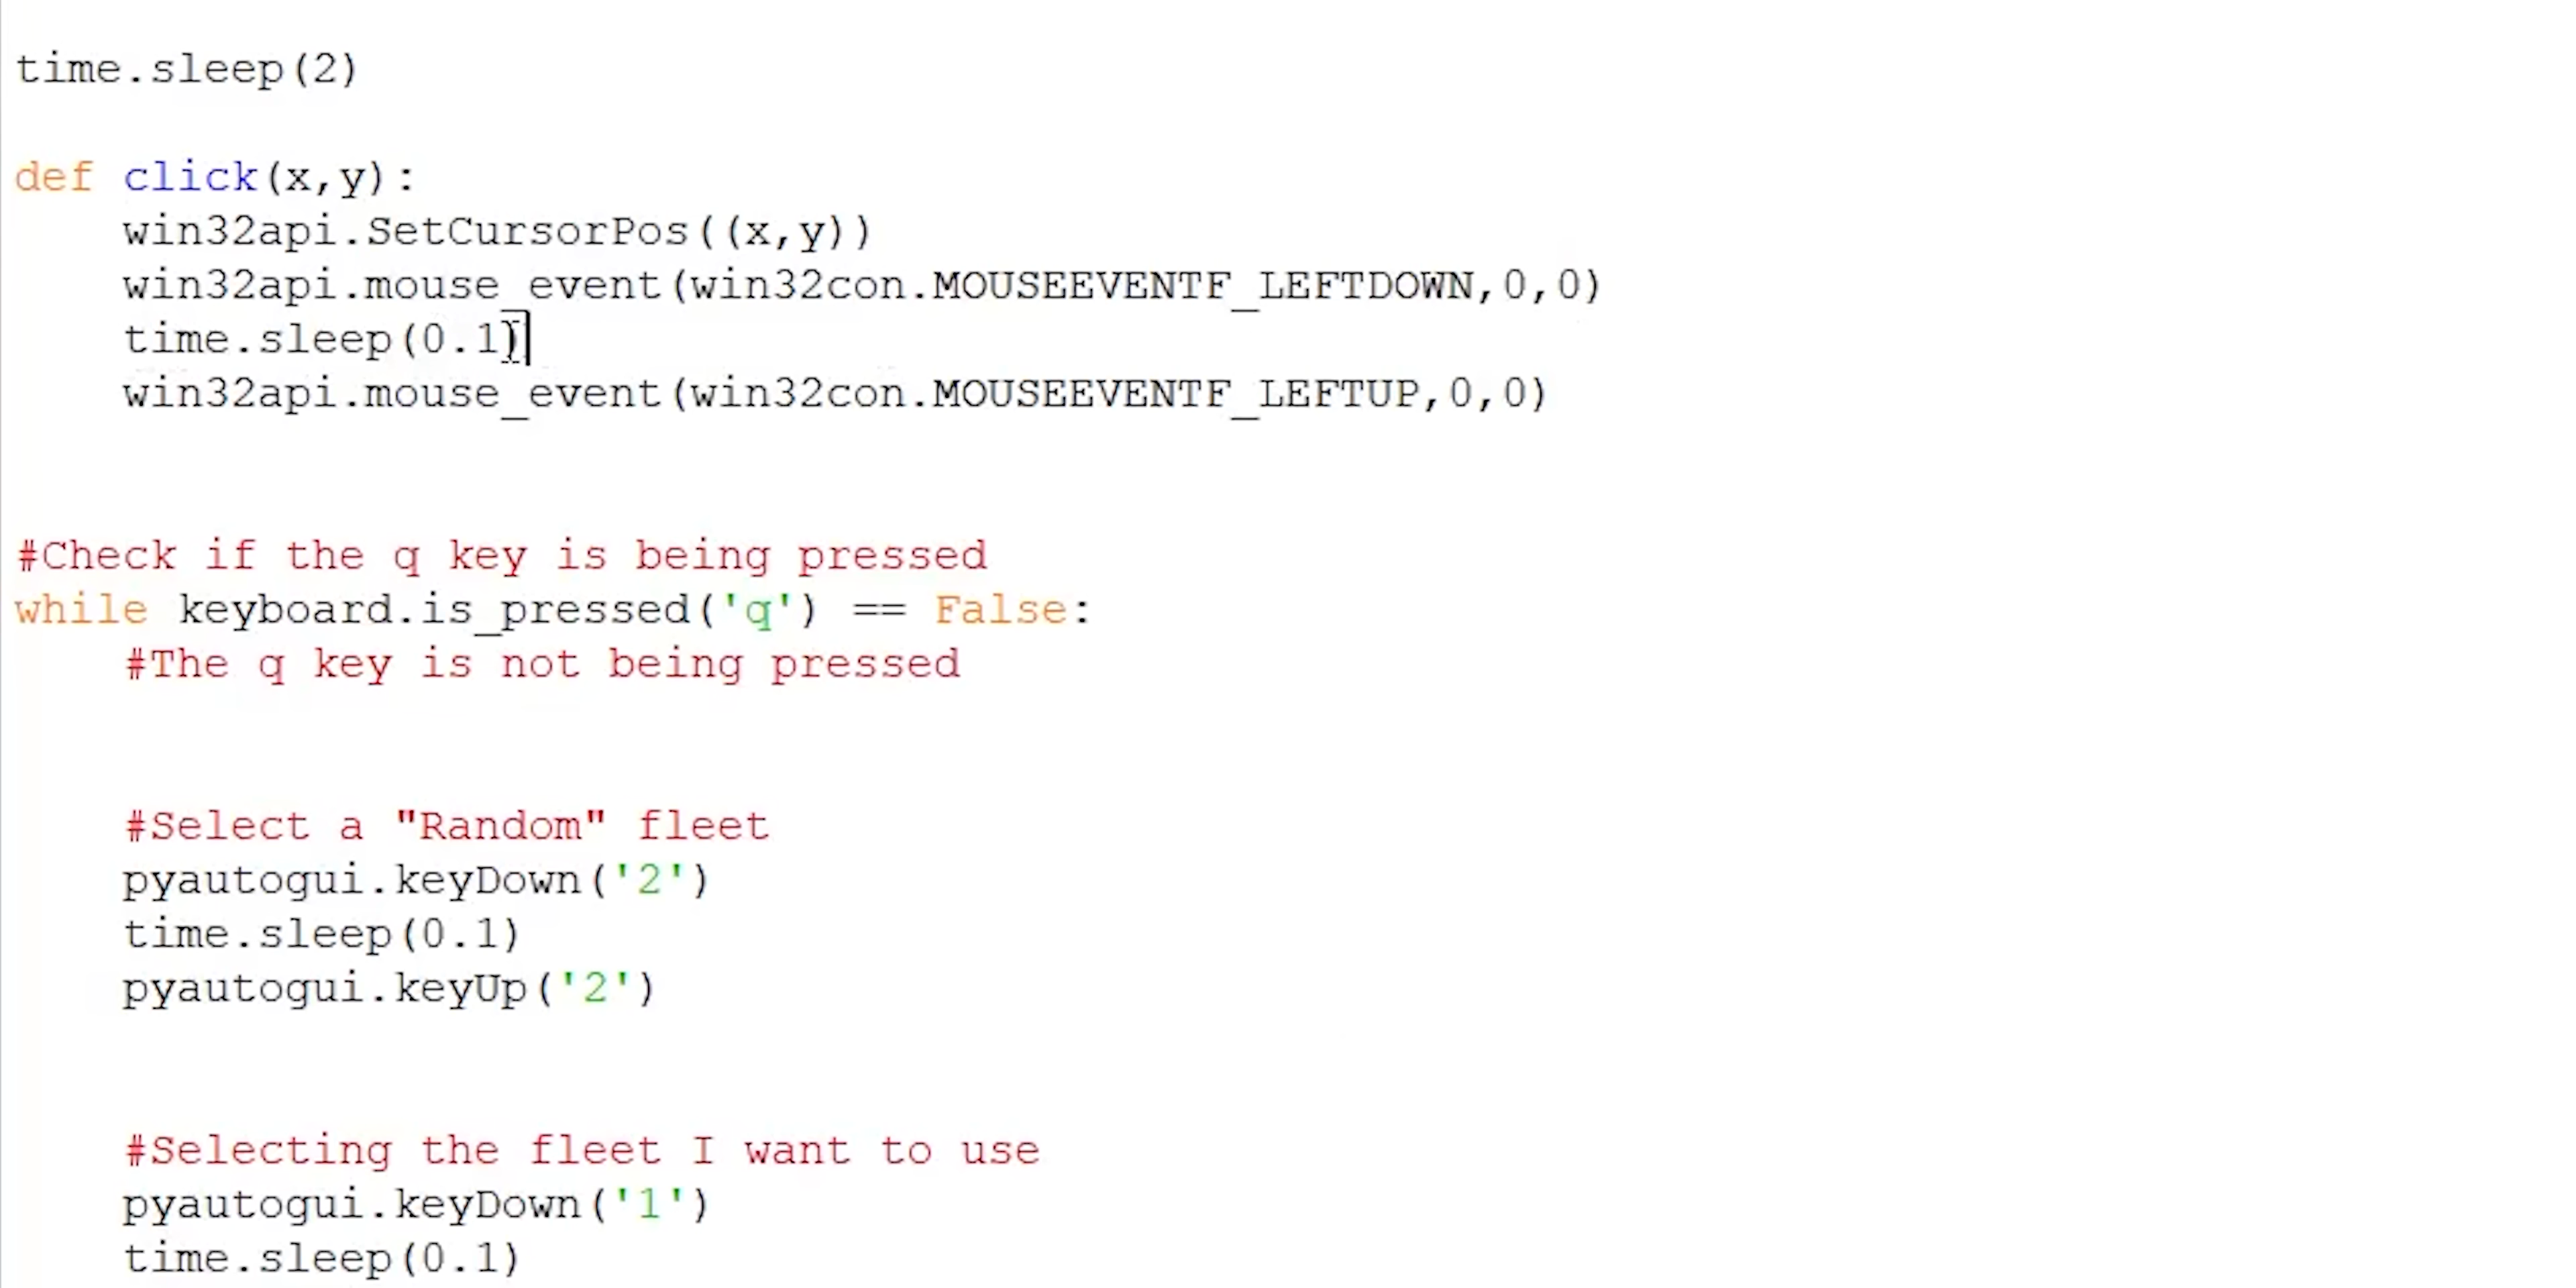 time.sleep(2)
def click(x,y):
    win32api.SetCursorPos((x,y))
    win32api.mouse_event(win32con.MOUSEEVENTF_LEFTDOWN,0,0)
    time.sleep(0.1)
    win32api.mouse_event(win32con.MOUSEEVENTF_LEFTUP,0,0)
#Check if the q key is being pressed
while keyboard.is_pressed('q') == False:
    #The q key is not being pressed
    #Select a "Random" fleet
    pyautogui.keyDown('2')
    time.sleep(0.1)
    pyautogui.keyUp('2')
    #Selecting the fleet I want to use
    pyautogui.keyDown('1')
    time.sleep(0.1)